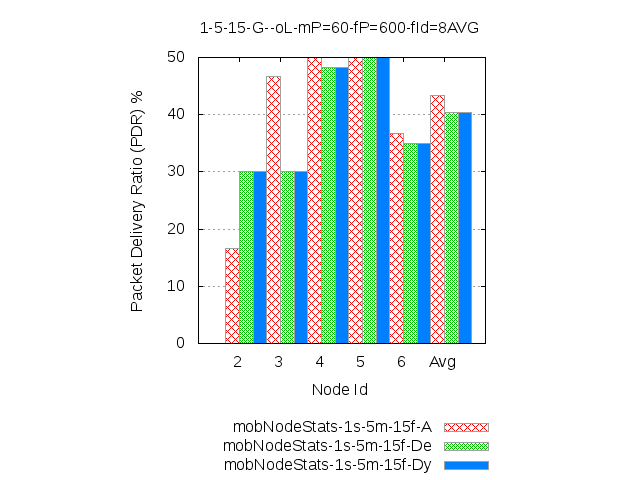 1-5-15-G--oL-mP=60-fP=600-fId=8AVG
Packet Delivery Ratio (PDR) %
50
40
30
20
10
0
2 3 4 5 6 Avg
Node Id
mobNodeStats-1s-5m-15f-A
mobNodeStats-1s-5m-15f-De
mobNodeStats-1s-5m-15f-Dy